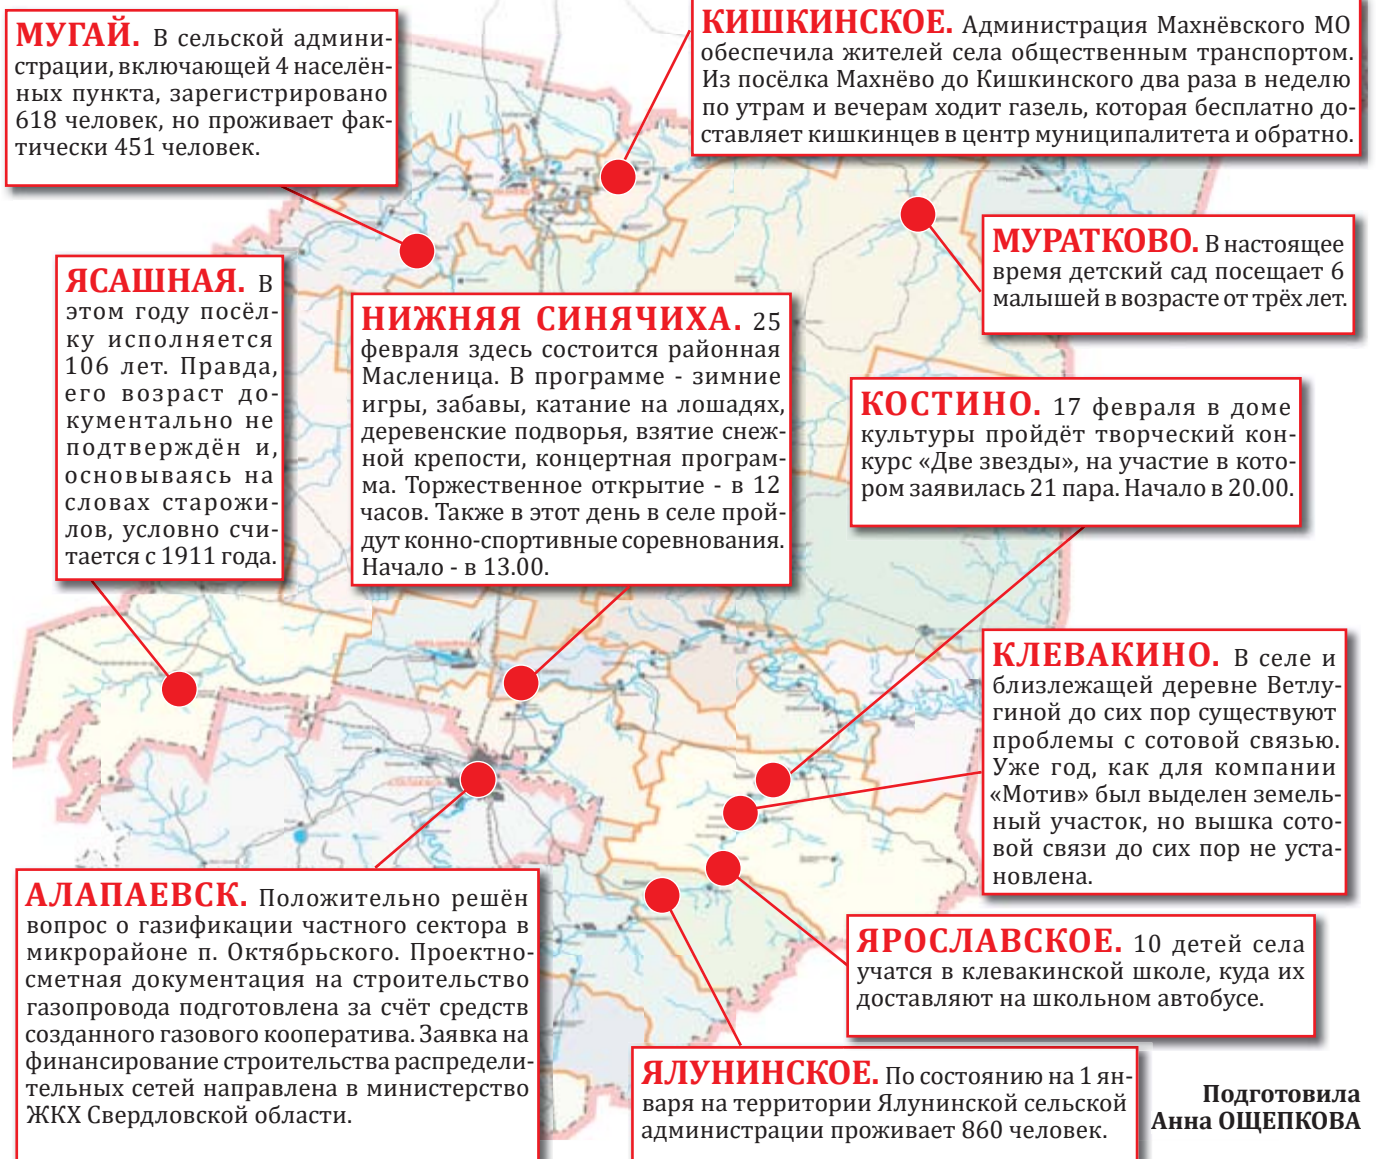 МУГАЙ. В сельской админи-
страции, включающей 4 населён-
ных пункта, зарегистрировано
618 человек, но проживает фак-
тически 451 человек.
КИШКИНСКОЕ. Администрация Махнёвского МО
обеспечила жителей села общественным транспортом.
Из посёлка Махнёво до Кишкинского два раза в неделю
по утрам и вечерам ходит газель, которая бесплатно до-
ставляет кишкинцев в центр муниципалитета и обратно.
МУРАТКОВО. В настоящее
время детский сад посещает 6
малышей в возрасте от трёх лет.
ЯСАШНАЯ. В
этом году посёл-
ку исполняется
106 лет. Правда,
его возраст до-
кументально не
подтверждён и,
основываясь на
словах старожи-
лов, условно счи-
тается с 1911 года.
НИЖНЯЯ СИНЯЧИХА. 25
февраля здесь состоится районная
Масленица. В программе - зимние
игры, забавы, катание на лошадях,
деревенские подворья, взятие снеж-
ной крепости, концертная програм-
ма. Торжественное открытие - в 12
часов. Также в этот день в селе прой-
дут конно-спортивные соревнования.
Начало - в 13.00.
КОСТИНО. 17 февраля в доме
культуры пройдёт творческий кон-
курс «Две звезды», на участие в кото-
ром заявилась 21 пара. Начало в 20.00.
КЛЕВАКИНО. В селе и
близлежащей деревне Ветлу-
гиной до сих пор существуют
проблемы с сотовой связью.
Уже год, как для компании
«Мотив» был выделен земель-
ный участок, но вышка сото-
вой связи до сих пор не уста-
новлена.
АЛАПАЕВСК. Положительно решён
вопрос о газификации частного сектора в
микрорайоне п. Октябрьского. Проектно-
сметная документация на строительство
газопровода подготовлена за счёт средств
созданного газового кооператива. Заявка на
финансирование строительства распредели-
тельных сетей направлена в министерство
ЖКХ Свердловской области.
ЯРОСЛАВСКОЕ. 10 детей села
учатся в клевакинской школе, куда их
доставляют на школьном автобусе.
ЯЛУНИНСКОЕ. По состоянию на 1 ян-
варя на территории Ялунинской сельской
администрации проживает 860 человек.
Подготовила
Анна ОЩЕПКОВА